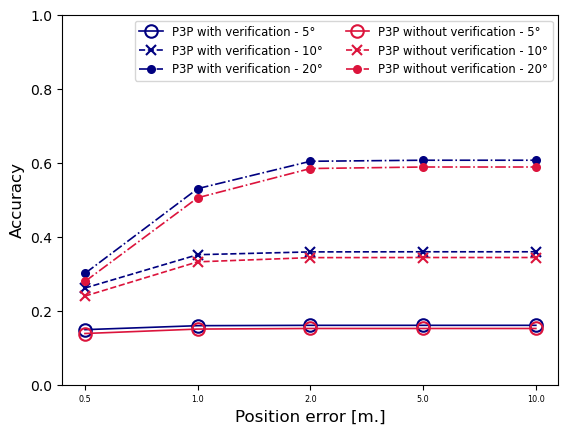 P3P with verification - 5°
P3P with verification - 10°
P3P with verification - 20°
P3P without verification - 5°
P3P without verification - 10°
P3P without verification - 20°
1.0
0.8
0.6
0.4
0.2
0.0
Accuracy
0.5 1.0 2.0 5.0 10.0
Position error [m.]